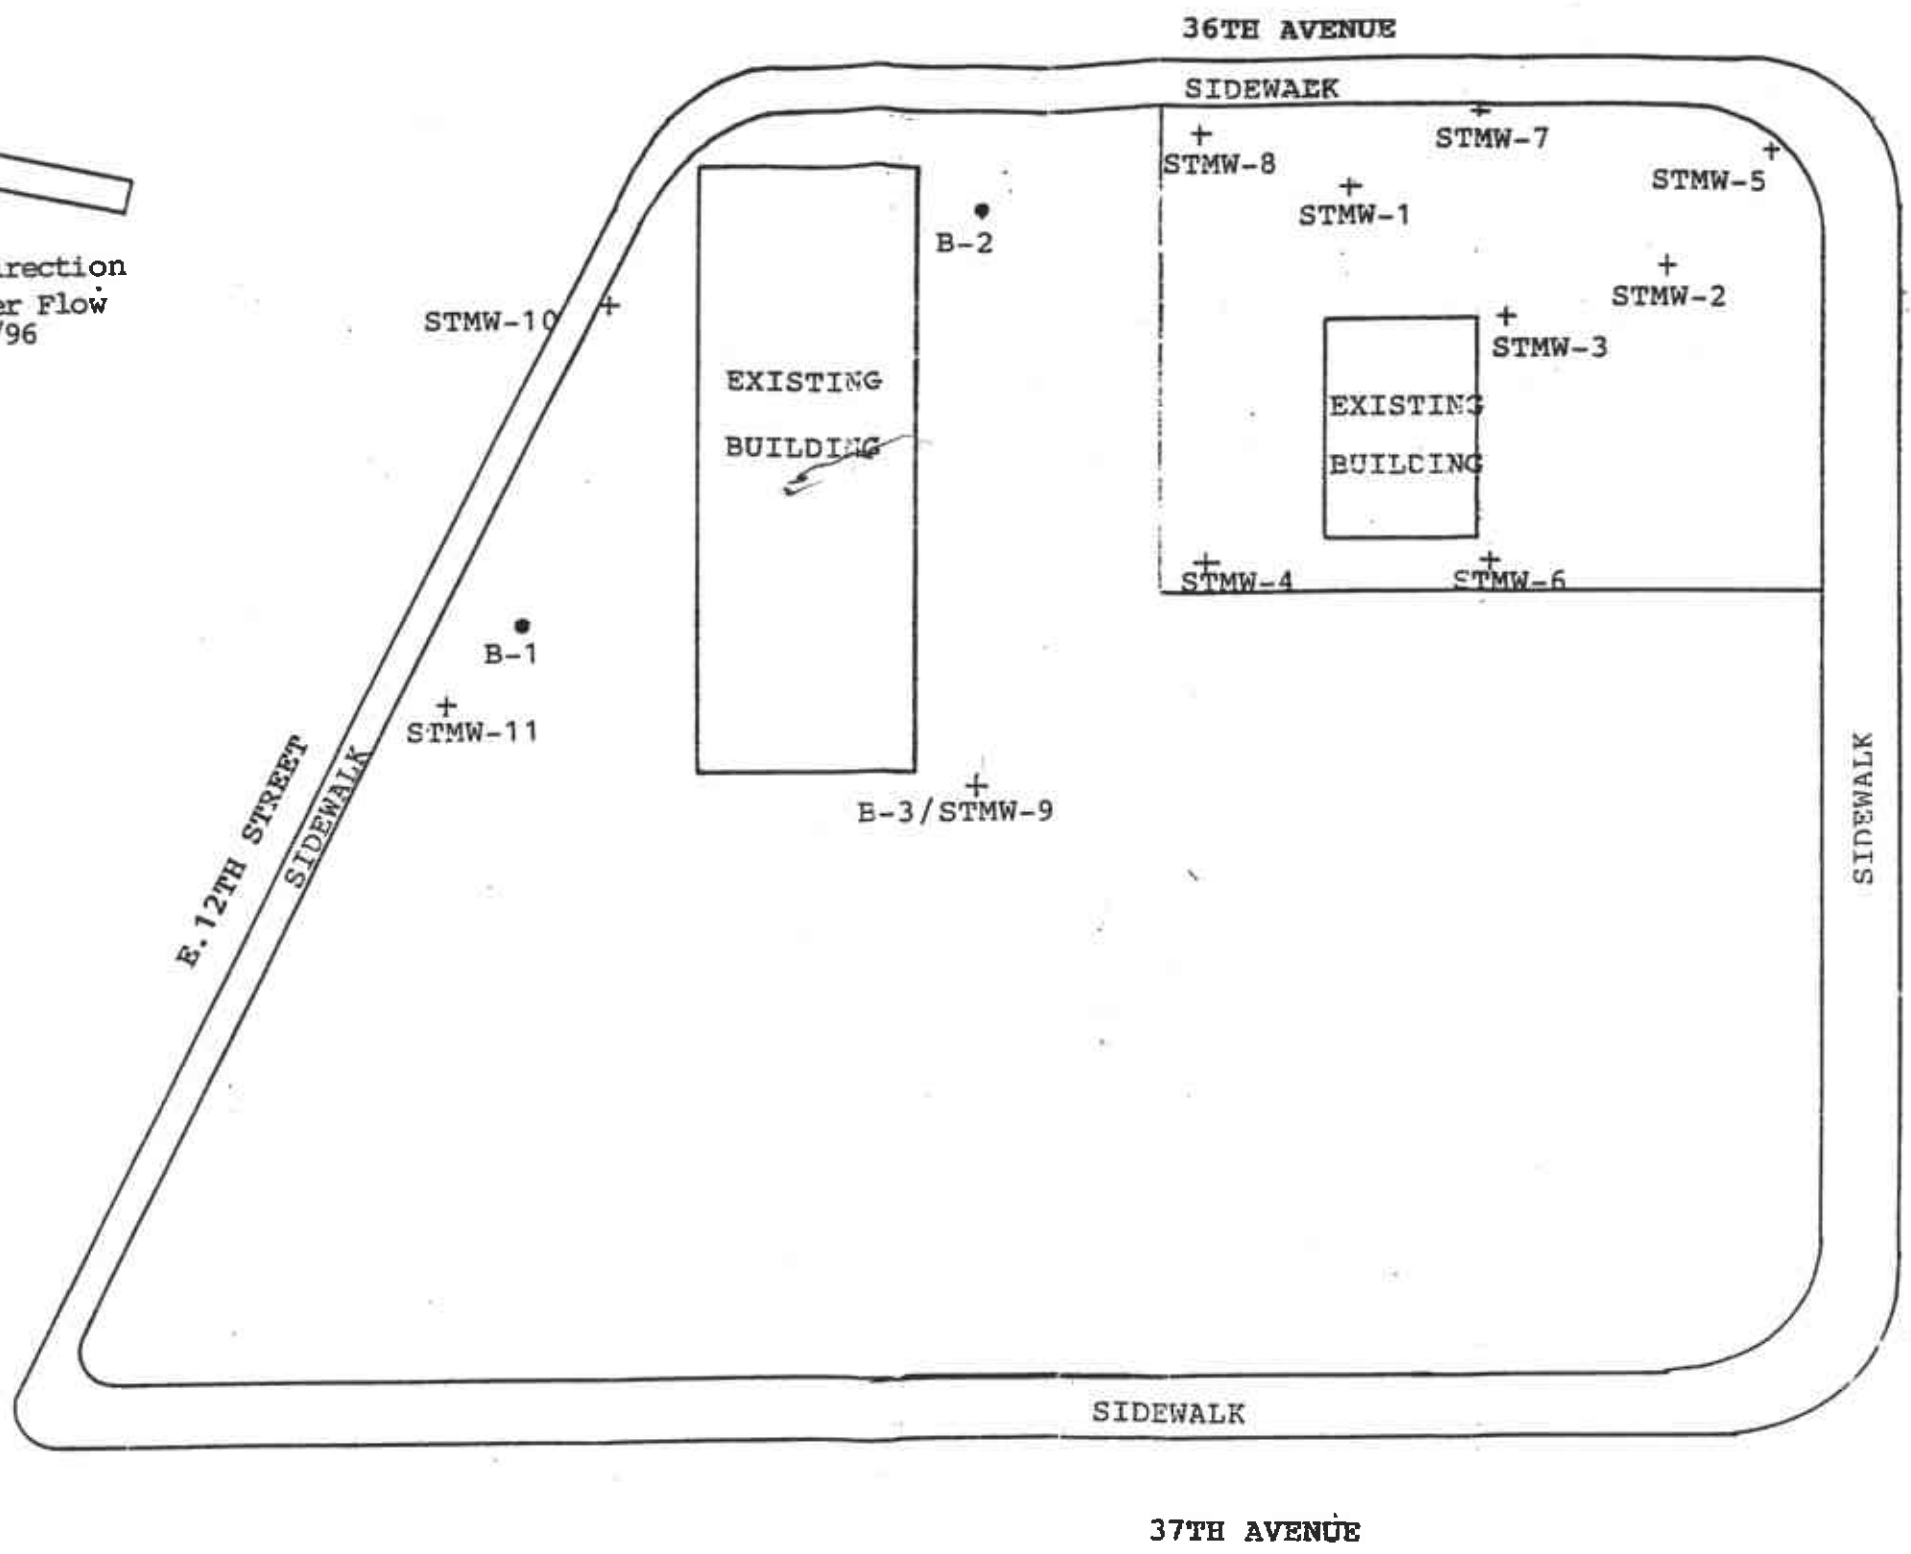 36TH AVENUE
SIDEWALK
STMW-7
STMW-8
STMW-5
STMW-1
B-2
irection
er Flow
/96
STMW-2
STMW-10
STMW-3
EXISTING
BUILDING
EXISTING
BUILDING
STMW-4
STMW-6
B-1
STMW-11
E.12TH STREET
SIDEWALK
B-3/STMW-9
SIDEWALK
SIDEWALK
37TH AVENUE